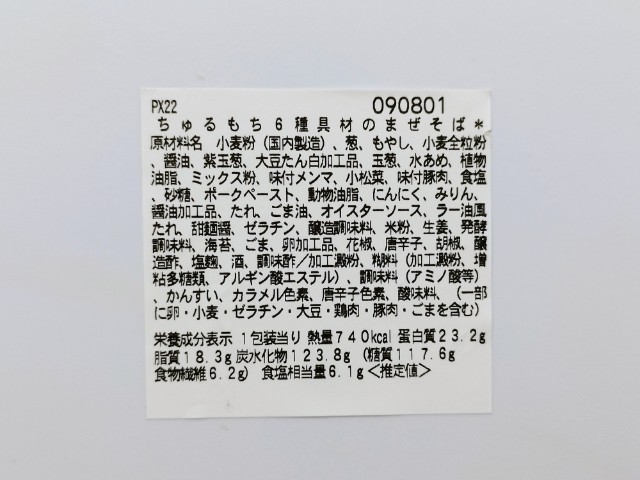 PX22 090801
ちゅるもち6種具材のまぜそば*
原材料名 小麦粉（国内製造）、葱、もやし、小麦全粒粉
、醤油、紫玉葱、大豆たん白加工品、玉葱、水あめ、植物
油脂、ミックス粉、味付メンマ、小松菜、味付豚肉、食塩
、砂糖、ポークペースト、動物油脂、にんにく、みりん、
醤油加工品、たれ、ごま油、オイスターソース、ラー油風
たれ、甜麺醤、ゼラチン、醸造調味料、米粉、生姜、発酵
調味料、海苔、ごま、卵加工品、花椒、唐辛子、胡椒、醸
造酢、塩麹、酒、調味酢／加工澱粉、糊料（加工澱粉、増
粘多糖類、アルギン酸エステル）、調味料（アミノ酸等）
、かんすい、カラメル色素、唐辛子色素、酸味料、（一部
に卵・小麦・ゼラチン・大豆・鶏肉・豚肉・ごまを含む）
栄養成分表示 1包装当り 熱量740kcal 蛋白質23.2g
脂質18.3g 炭水化物123.8g（糖質117.6g
食物繊維6.2g） 食塩相当量6.1g＜推定値＞